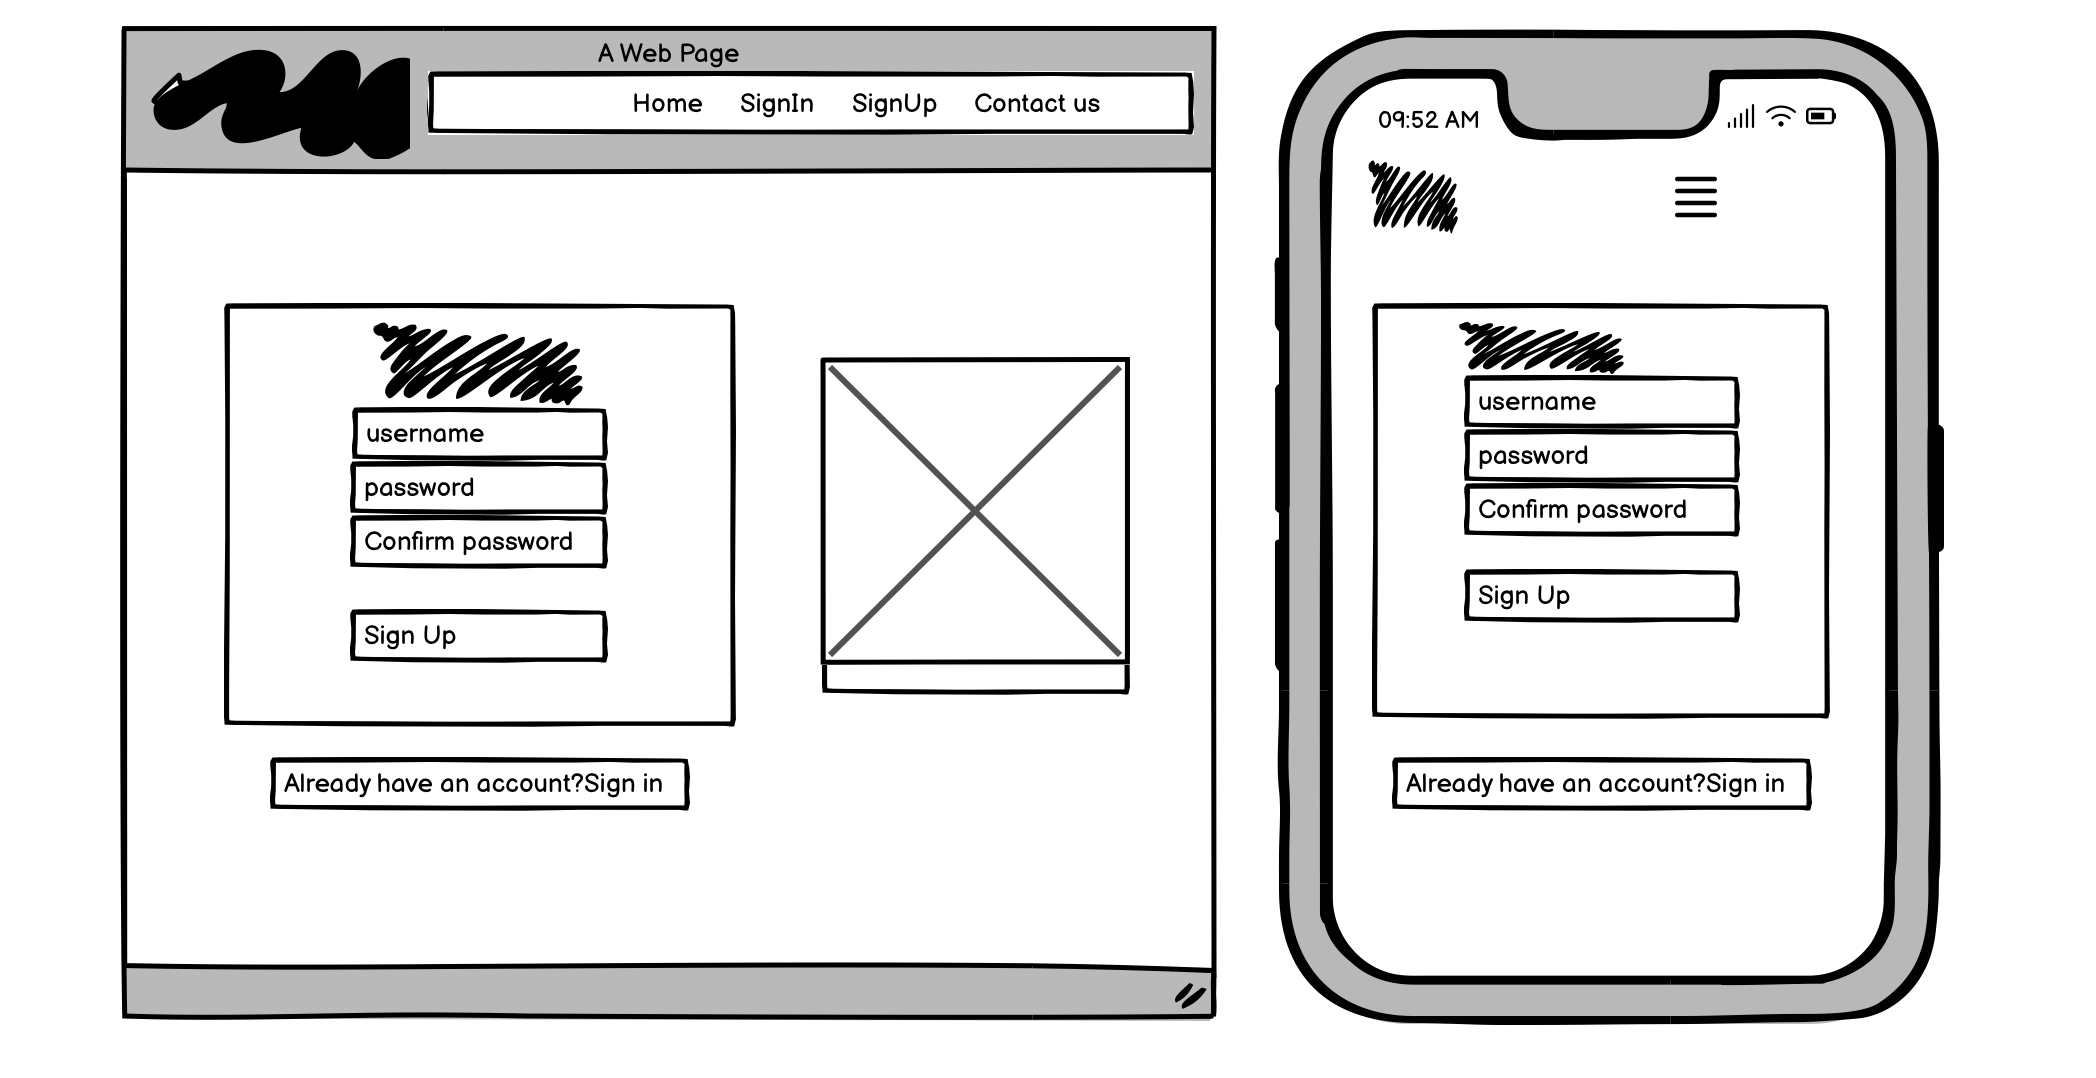 A Web Page
Home SignIn SignUp Contact us
username
password
Confirm password
Sign Up
Already have an account?Sign in
09:52 AM
username
password
Confirm password
Sign Up
Already have an account?Sign in